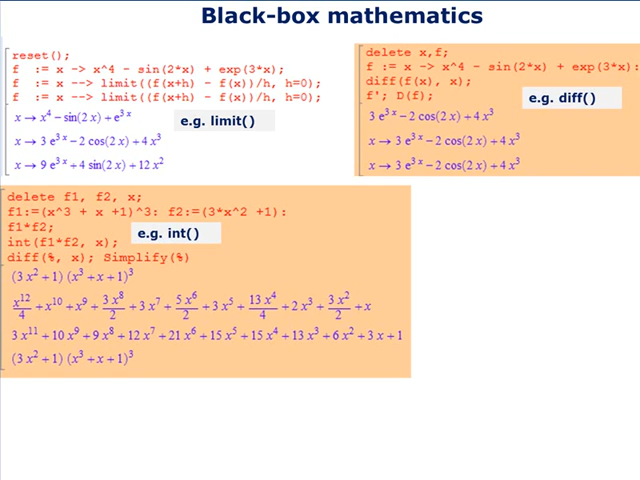 Black-box mathematics
reset();
f := x -> x^4 - sin(2*x) + exp(3*x);
f := x --> limit((f(x+h) - f(x))/h, h=0);
f := x --> limit((f(x+h) - f(x))/h, h=0);
x → x⁴ − sin(2 x) + e^(3 x)
e.g. limit()
x → 3 e^(3 x) − 2 cos(2 x) + 4 x³
x → 9 e^(3 x) + 4 sin(2 x) + 12 x²
delete x,f;
f := x -> x^4 - sin(2*x) + exp(3*x):
diff(f(x), x);
f'; D(f);
e.g. diff()
3 e^(3 x) − 2 cos(2 x) + 4 x³
x → 3 e^(3 x) − 2 cos(2 x) + 4 x³
x → 3 e^(3 x) − 2 cos(2 x) + 4 x³
delete f1, f2, x;
f1:=(x^3 + x +1)^3: f2:=(3*x^2 +1):
f1*f2;
e.g. int()
int(f1*f2, x);
diff(%, x); Simplify(%)
(3 x² + 1) (x³ + x + 1)³
x¹²/4 + x¹⁰ + x⁹ + 3 x⁸/2 + 3 x⁷ + 5 x⁶/2 + 3 x⁵ + 13 x⁴/4 + 2 x³ + 3 x²/2 + x
3 x¹¹ + 10 x⁹ + 9 x⁸ + 12 x⁷ + 21 x⁶ + 15 x⁵ + 15 x⁴ + 13 x³ + 6 x² + 3 x + 1
(3 x² + 1) (x³ + x + 1)³